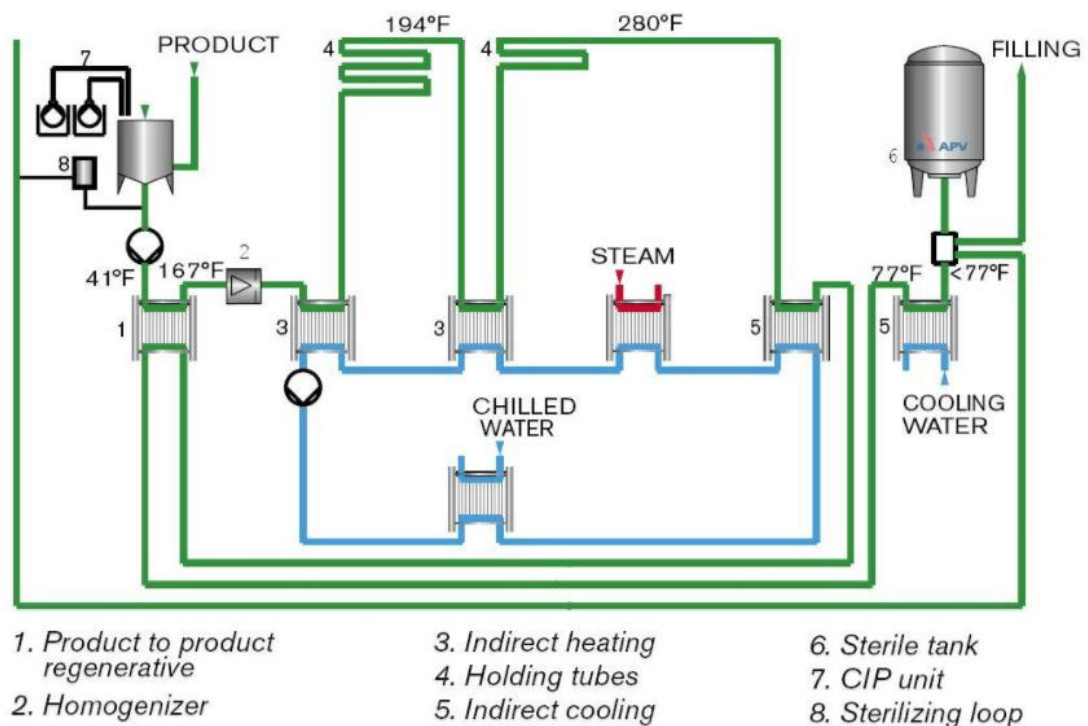 194°F
280°F
4
4
PRODUCT
FILLING
7
8
6
APV
2
41°F
167°F
STEAM
77°F
<77°F
1
3
3
5
5
CHILLED
WATER
COOLING
WATER
1. Product to product
regenerative
2. Homogenizer
3. Indirect heating
4. Holding tubes
5. Indirect cooling
6. Sterile tank
7. CIP unit
8. Sterilizing loop